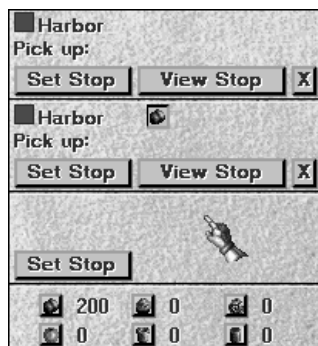 Harbor
Pick up:
Set Stop View Stop X
Harbor
Pick up:
Set Stop View Stop X
Set Stop
200 0 0
0 0 0